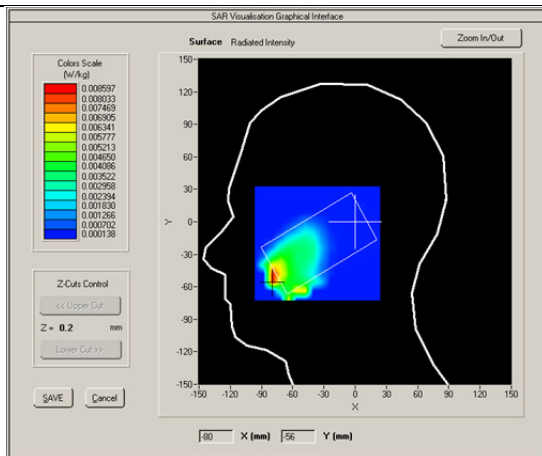 SAR Visualisation Graphical Interface
Surface Radiated Intensity
Zoom In/Out
Colors Scale
(W/kg)
0.008597
0.008033
0.007469
0.006905
0.006341
0.005777
0.005213
0.004650
0.004086
0.003522
0.002958
0.002394
0.001830
0.001266
0.000702
0.000138
Z-Cuts Control
<< Upper Cut
Z = 0.2 mm
Lower Cut >>
SAVE Cancel
150-
120-
90-
60-
30-
0-
-30-
-60-
-90-
-120-
-150-
Y
-150 -120 -90 -60 -30 0 30 60 90 120 150
X
-80 X (mm) -56 Y (mm)